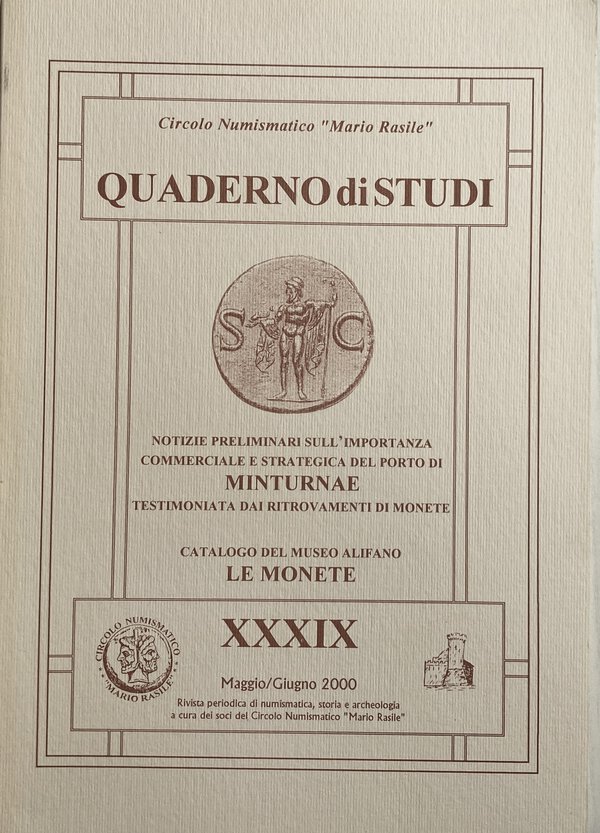 Circolo Numismatico "Mario Rasile"
QUADERNO di STUDI
S C
NOTIZIE PRELIMINARI SULL'IMPORTANZA
COMMERCIALE E STRATEGICA DEL PORTO DI
MINTURNAE
TESTIMONIATA DAI RITROVAMENTI DI MONETE
CATALOGO DEL MUSEO ALIFANO
LE MONETE
XXXIX
CIRCOLO NUMISMATICO
"MARIO RASILE"
Maggio/Giugno 2000
Rivista periodica di numismatica, storia e archeologia
a cura dei soci del Circolo Numismatico "Mario Rasile"